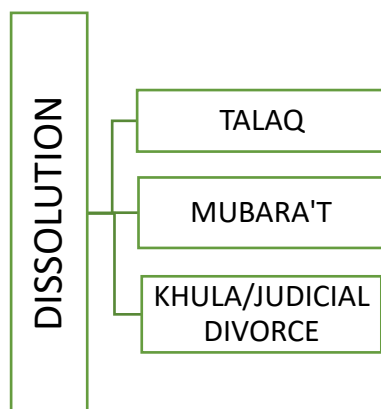 DISSOLUTION
TALAQ
MUBARA'T
KHULA/JUDICIAL
DIVORCE